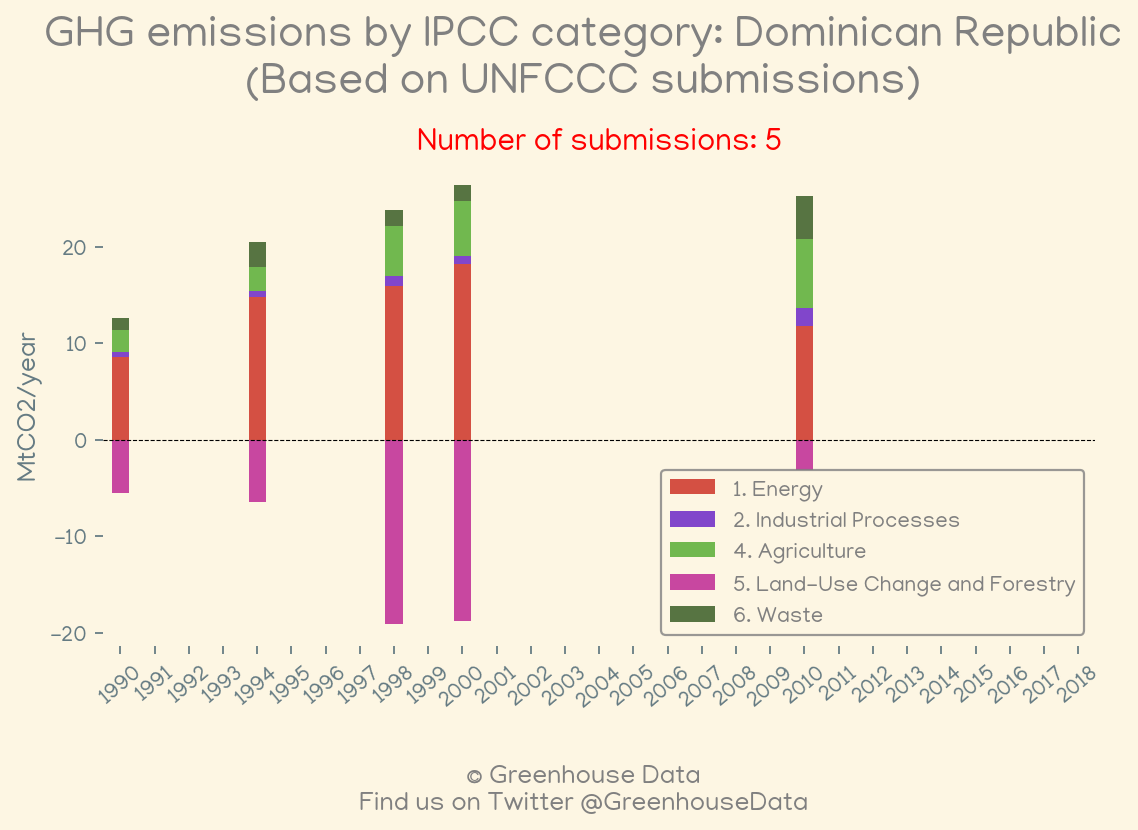 GHG emissions by IPCC category: Dominican Republic
(Based on UNFCCC submissions)
Number of submissions: 5
MtCO2/year
20
10
0
-10
-20
1. Energy
2. Industrial Processes
4. Agriculture
5. Land-Use Change and Forestry
6. Waste
1990 1991 1992 1993 1994 1995 1996 1997 1998 1999 2000 2001 2002 2003 2004 2005 2006 2007 2008 2009 2010 2011 2012 2013 2014 2015 2016 2017 2018
© Greenhouse Data
Find us on Twitter @GreenhouseData